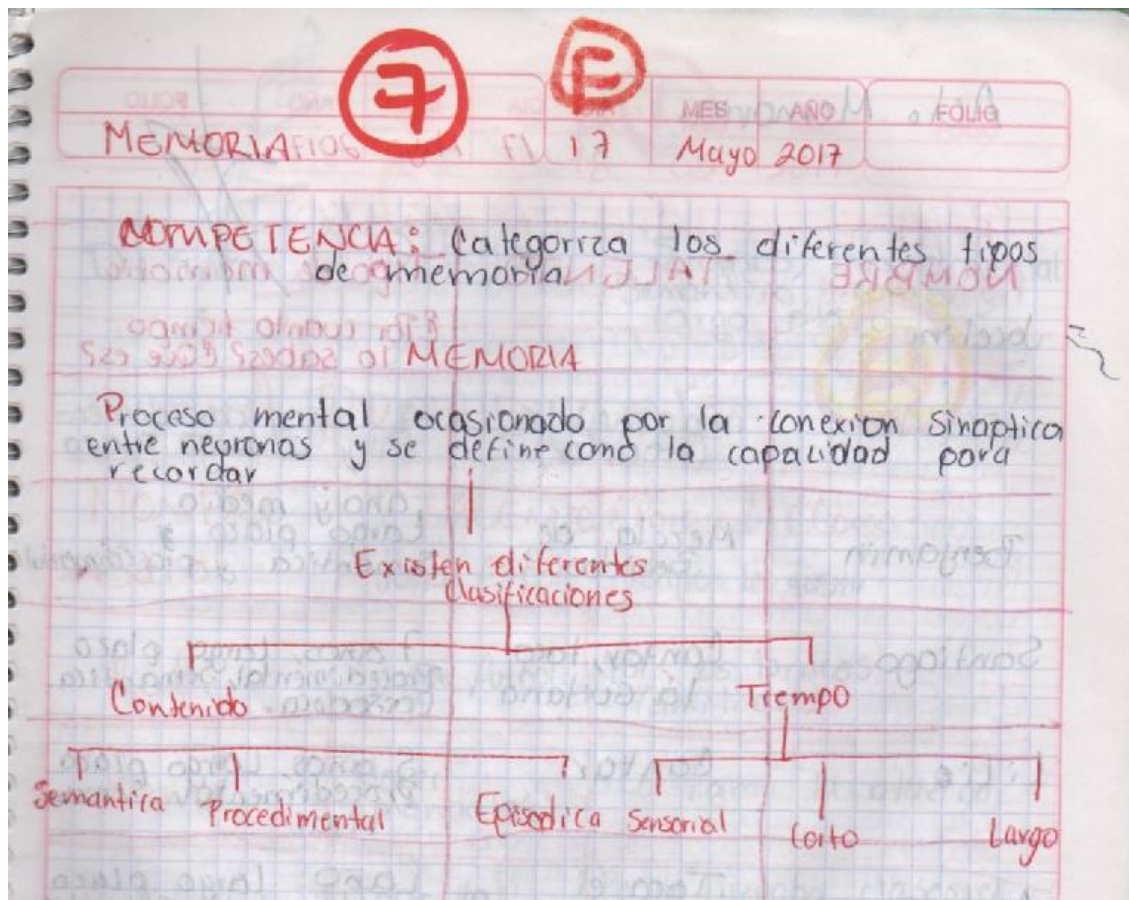 7 F
MES AÑO FOLIO
MEMORIA 17 Mayo 2017
COMPETENCIA: Categoriza los diferentes tipos
de memoria
MEMORIA
Proceso mental ocasionado por la conexion Sinaptica
entre neuronas y se define como la capacidad para
recordar
Existen diferentes
Clasificaciones
Contenido Tiempo
Semantica Procedimental Episodica Sensorial Corto Largo